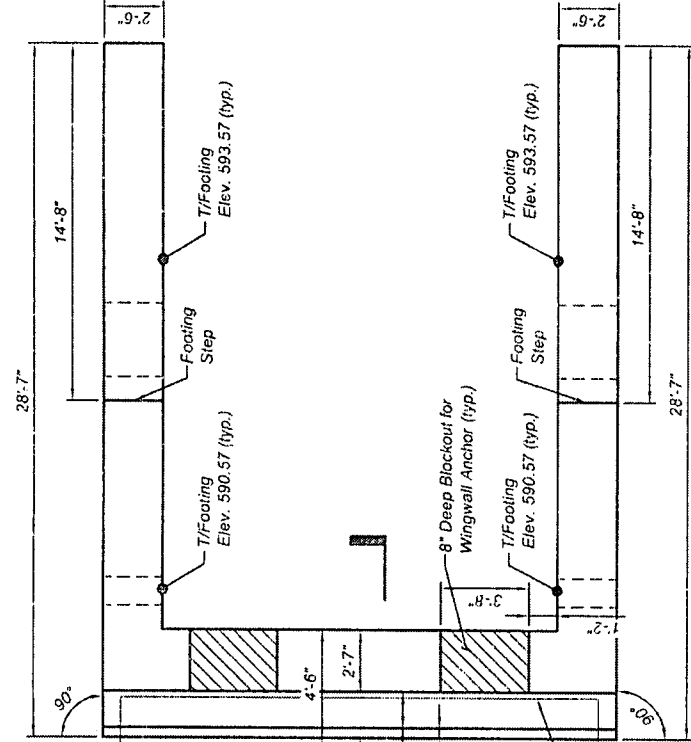 2'-6"
2'-6"
28'-7"
14'-8"
T/Footing
Elev. 593.57 (typ.)
T/Footing
Elev. 593.57 (typ.)
14'-8"
28'-7"
Footing
Step
Footing
Step
T/Footing
Elev. 590.57 (typ.)
8" Deep Blockout for
Wingwall Anchor (typ.)
T/Footing
Elev. 590.57 (typ.)
3'-8"
1'-2"
2'-7"
4'-6"
90°
90°